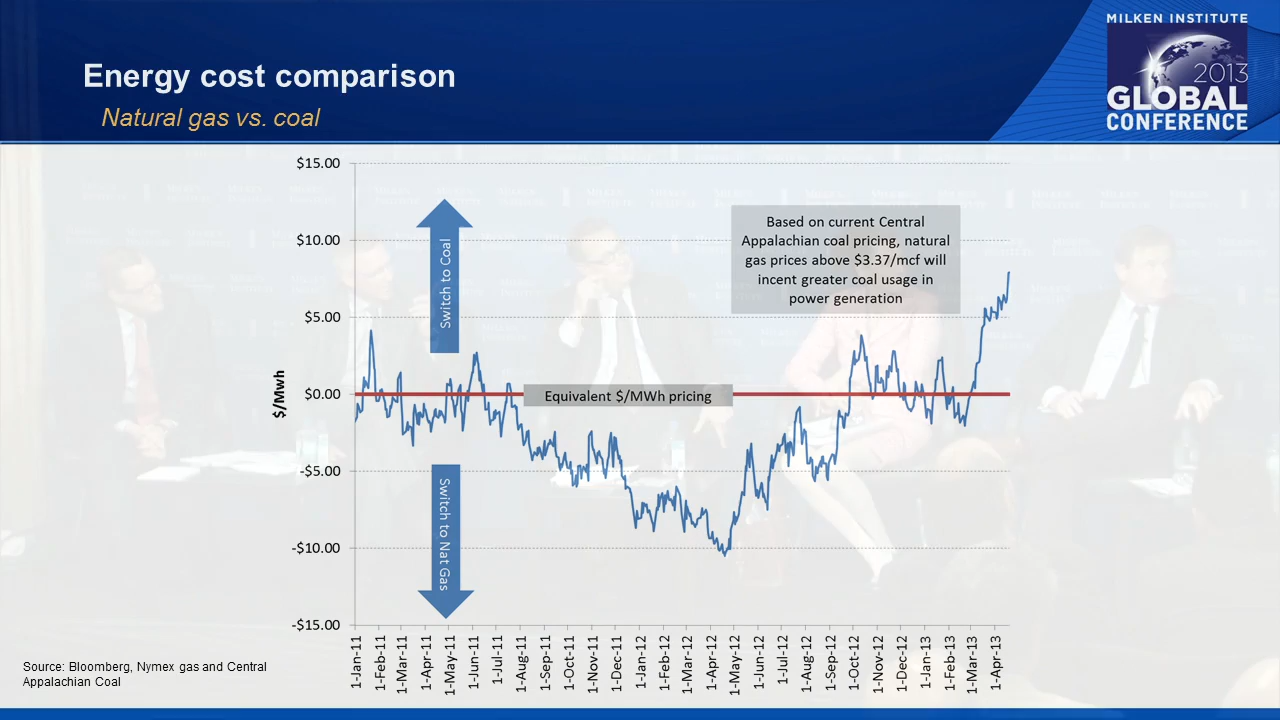 MILKEN INSTITUTE
2013
GLOBAL
CONFERENCE
Energy cost comparison
Natural gas vs. coal
$15.00
$10.00
$5.00
$0.00
-$5.00
-$10.00
-$15.00
$/Mwh
Switch to Coal
Switch to Nat Gas
Based on current Central
Appalachian coal pricing, natural
gas prices above $3.37/mcf will
incent greater coal usage in
power generation
Equivalent $/MWh pricing
1-Jan-11
1-Feb-11
1-Mar-11
1-Apr-11
1-May-11
1-Jun-11
1-Jul-11
1-Aug-11
1-Sep-11
1-Oct-11
1-Nov-11
1-Dec-11
1-Jan-12
1-Feb-12
1-Mar-12
1-Apr-12
1-May-12
1-Jun-12
1-Jul-12
1-Aug-12
1-Sep-12
1-Oct-12
1-Nov-12
1-Dec-12
1-Jan-13
1-Feb-13
1-Mar-13
1-Apr-13
Source: Bloomberg, Nymex gas and Central
Appalachian Coal